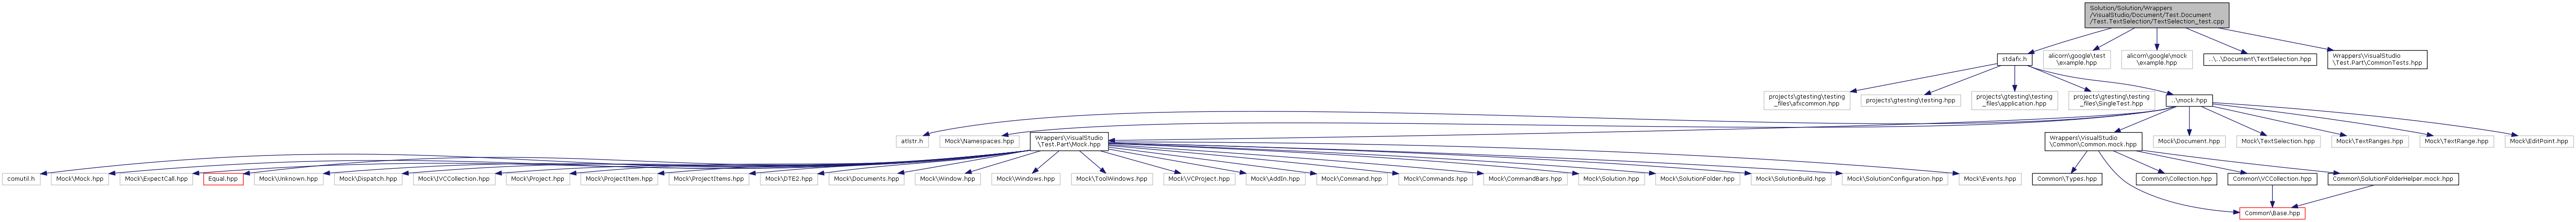 Solution/Solution/Wrappers
/VisualStudio/Document/Test.Document
/Test.TextSelection/TextSelection_test.cpp
stdafx.h
alicorn\google\test
\example.hpp
alicorn\google\mock
\example.hpp
..\..\Document\TextSelection.hpp
Wrappers\VisualStudio
\Test.Part\CommonTests.hpp
projects\gtesting\testing
_files\afxcommon.hpp
projects\gtesting\testing.hpp
projects\gtesting\testing
_files\application.hpp
projects\gtesting\testing
_files\SingleTest.hpp
..\mock.hpp
atlstr.h
Mock\Namespaces.hpp
Wrappers\VisualStudio
\Test.Part\Mock.hpp
Wrappers\VisualStudio
\Common\Common.mock.hpp
Mock\Document.hpp
Mock\TextSelection.hpp
Mock\TextRanges.hpp
Mock\TextRange.hpp
Mock\EditPoint.hpp
comutil.h
Mock\Mock.hpp
Mock\ExpectCall.hpp
Equal.hpp
Mock\Unknown.hpp
Mock\Dispatch.hpp
Mock\IVCCollection.hpp
Mock\Project.hpp
Mock\ProjectItem.hpp
Mock\ProjectItems.hpp
Mock\DTE2.hpp
Mock\Documents.hpp
Mock\Window.hpp
Mock\Windows.hpp
Mock\ToolWindows.hpp
Mock\VCProject.hpp
Mock\AddIn.hpp
Mock\Command.hpp
Mock\Commands.hpp
Mock\CommandBars.hpp
Mock\Solution.hpp
Mock\SolutionFolder.hpp
Mock\SolutionBuild.hpp
Mock\SolutionConfiguration.hpp
Mock\Events.hpp
Common\Types.hpp
Common\Collection.hpp
Common\VCCollection.hpp
Common\SolutionFolderHelper.mock.hpp
Common\Base.hpp